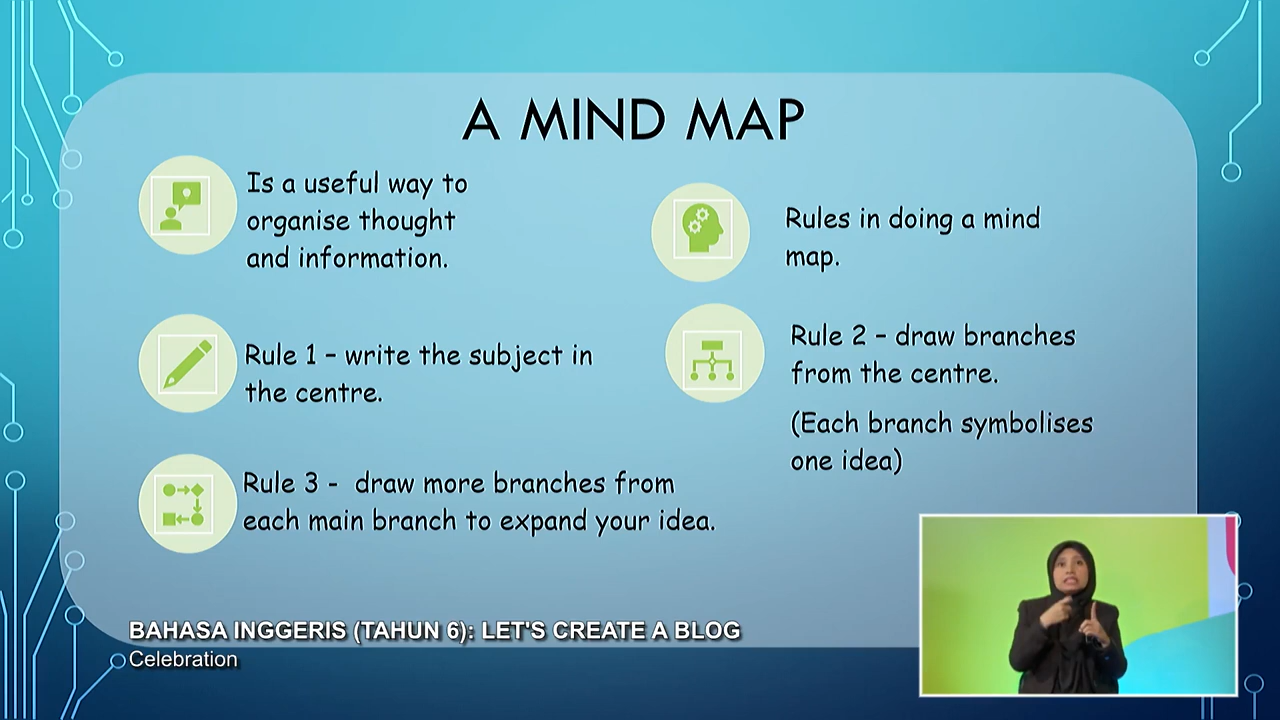 A MIND MAP
Is a useful way to
organise thought
and information.
Rules in doing a mind
map.
Rule 1 – write the subject in
the centre.
Rule 2 – draw branches
from the centre.
(Each branch symbolises
one idea)
Rule 3 -  draw more branches from
each main branch to expand your idea.
BAHASA INGGERIS (TAHUN 6): LET'S CREATE A BLOG
Celebration